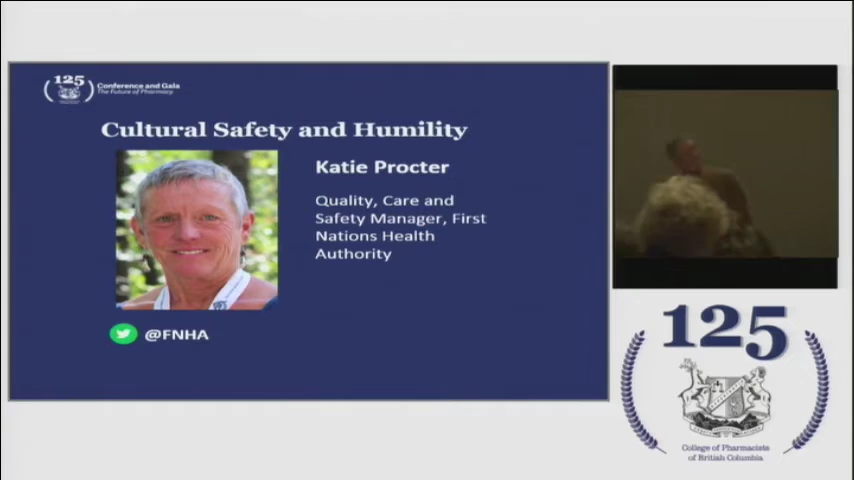 125
Conference and Gala
The Future of Pharmacy
Cultural Safety and Humility
Katie Procter
Quality, Care and
Safety Manager, First
Nations Health
Authority
@FNHA
125
College of Pharmacists
of British Columbia